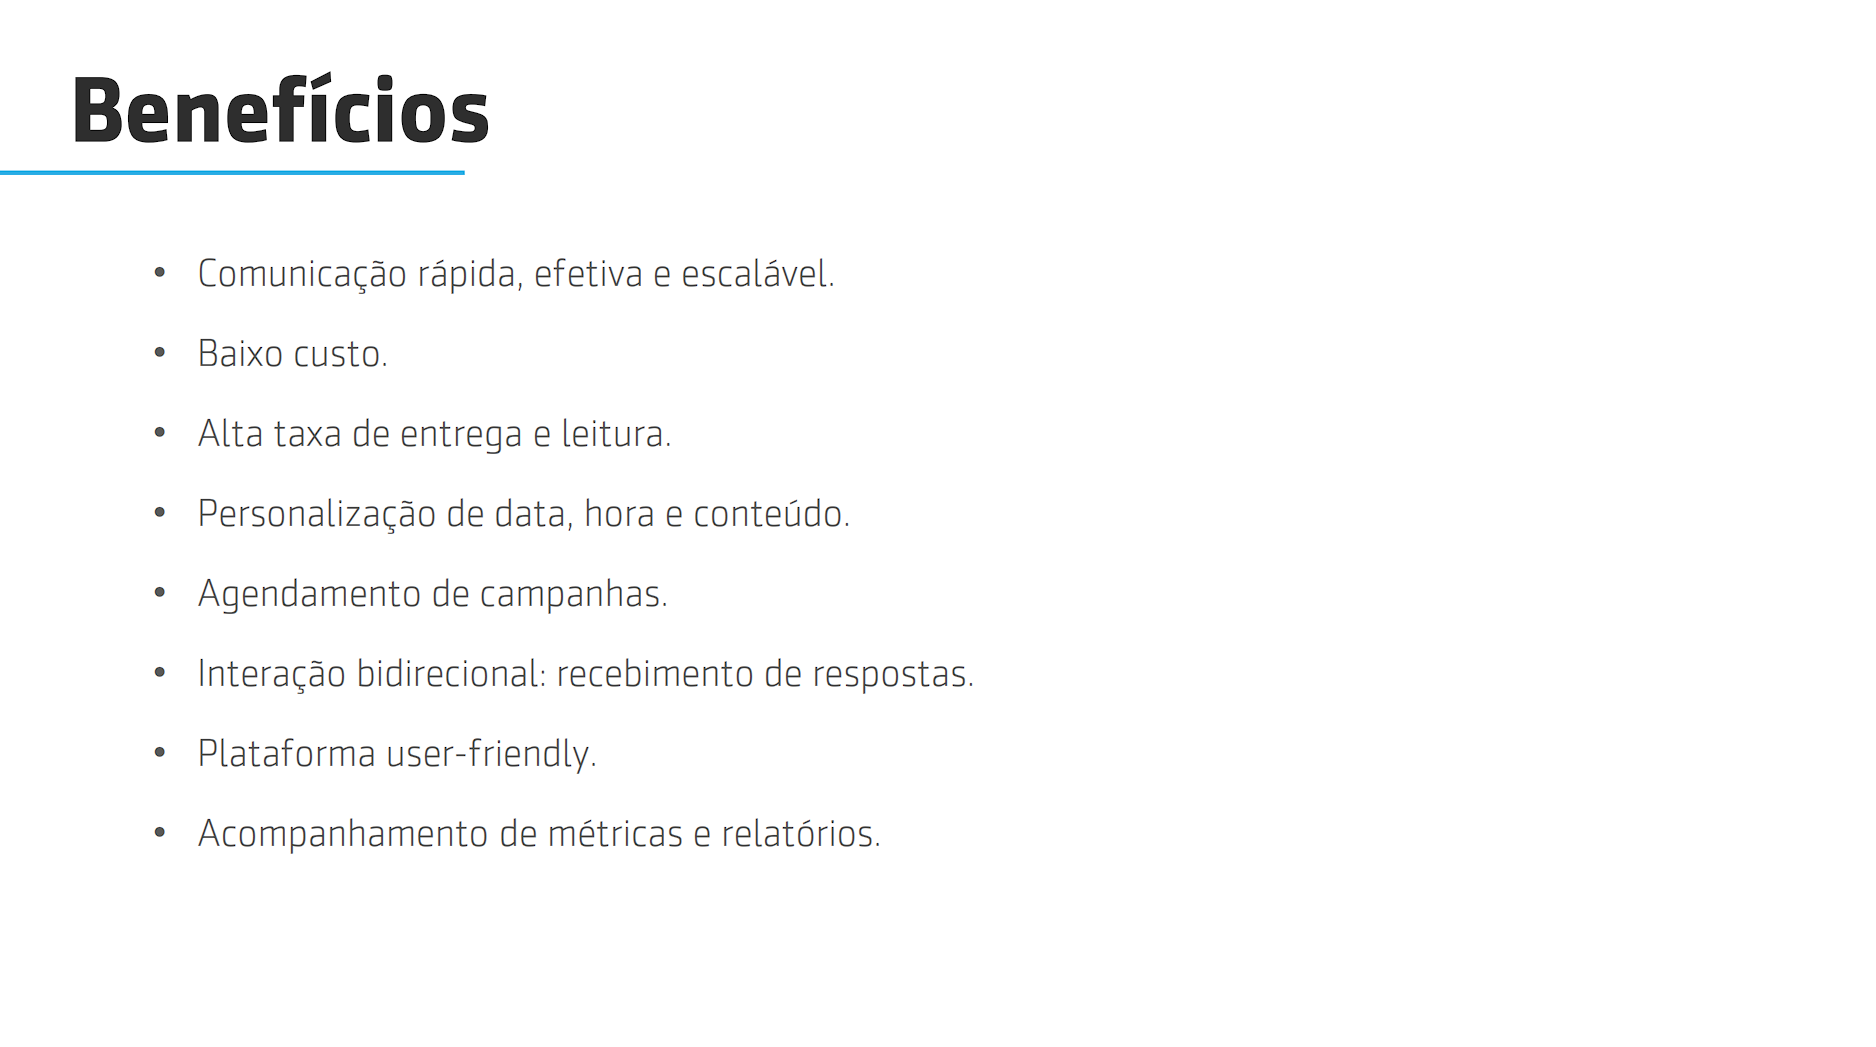 Benefícios
• Comunicação rápida, efetiva e escalável.
• Baixo custo.
• Alta taxa de entrega e leitura.
• Personalização de data, hora e conteúdo.
• Agendamento de campanhas.
• Interação bidirecional: recebimento de respostas.
• Plataforma user-friendly.
• Acompanhamento de métricas e relatórios.